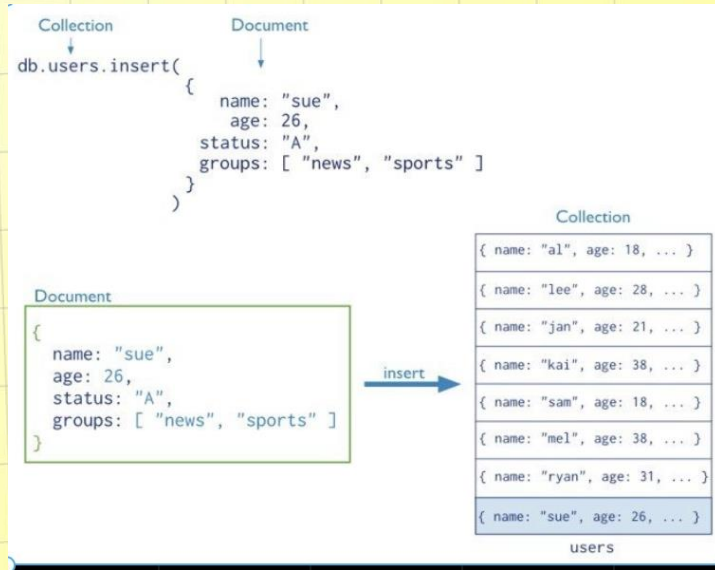 Collection Document
db.users.insert(
{
name: "sue",
age: 26,
status: "A",
groups: [ "news", "sports" ]
}
)
Document
{
name: "sue",
age: 26,
status: "A",
groups: [ "news", "sports" ]
}
insert
Collection
{ name: "al", age: 18, ... }
{ name: "lee", age: 28, ... }
{ name: "jan", age: 21, ... }
{ name: "kai", age: 38, ... }
{ name: "sam", age: 18, ... }
{ name: "mel", age: 38, ... }
{ name: "ryan", age: 31, ... }
{ name: "sue", age: 26, ... }
users